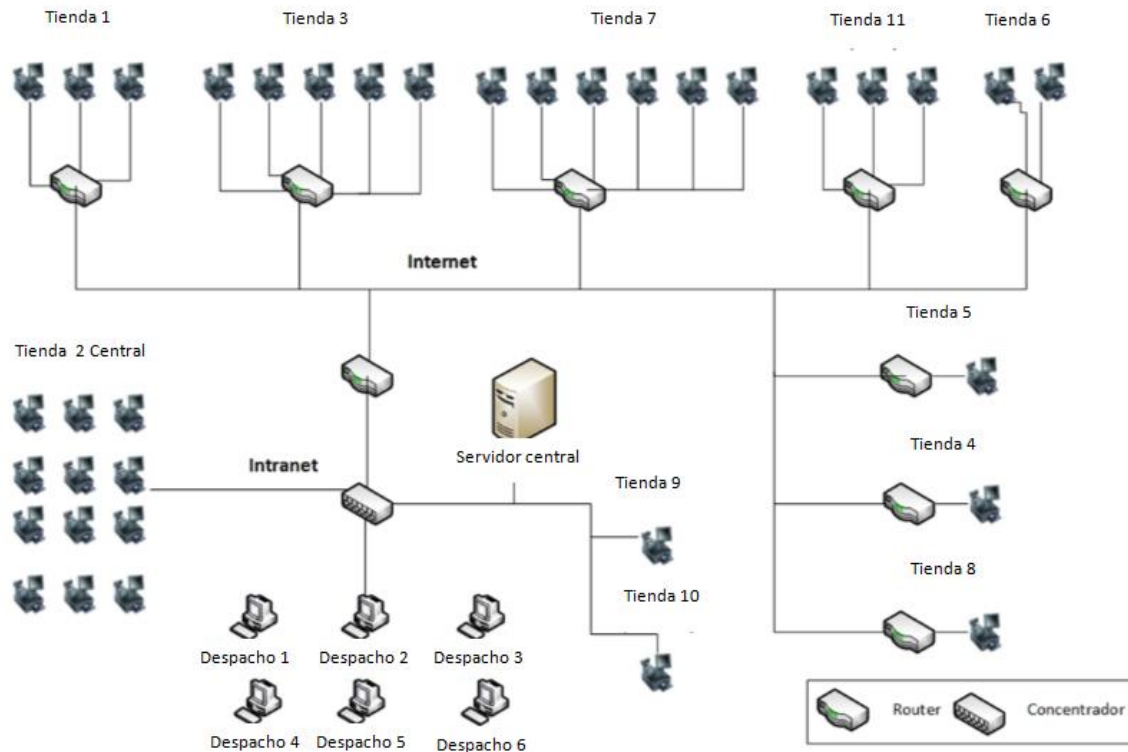 Tienda 1
Tienda 3
Tienda 7
Tienda 11
Tienda 6
Internet
Tienda 5
Tienda 2 Central
Tienda 4
Intranet
Servidor central
Tienda 9
Tienda 8
Tienda 10
Despacho 1
Despacho 2
Despacho 3
Router
Concentrador
Despacho 4
Despacho 5
Despacho 6